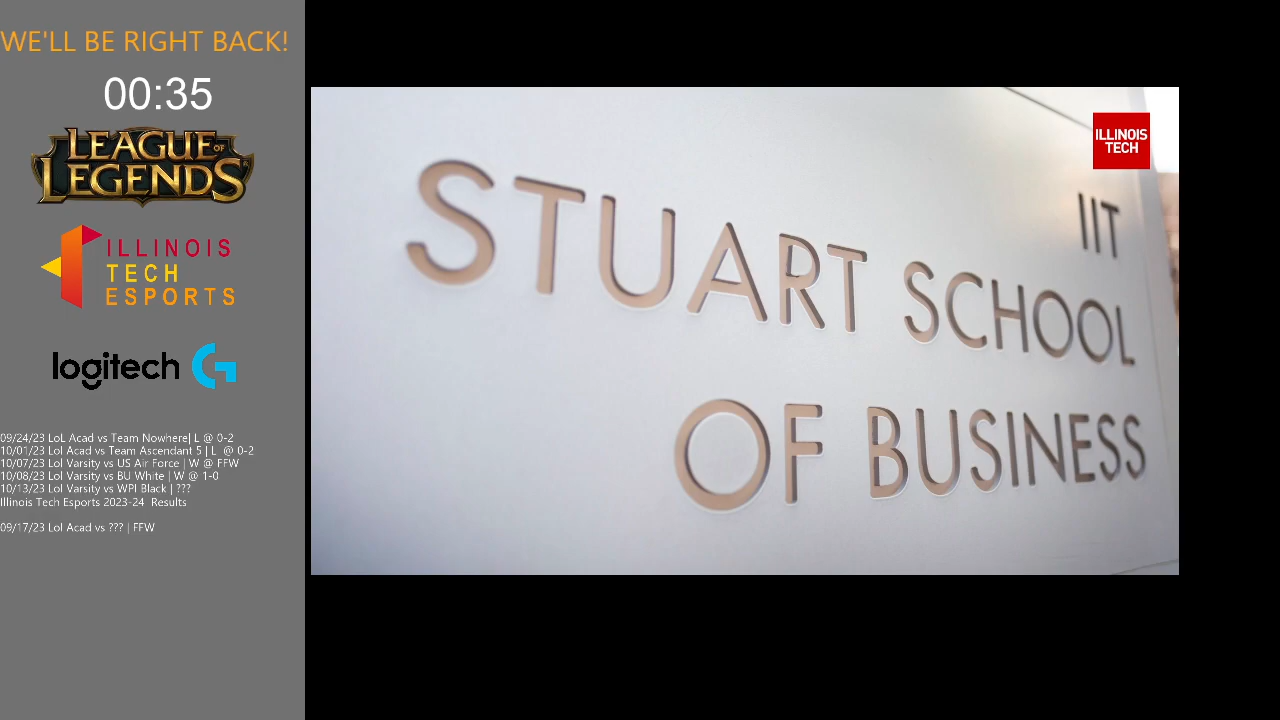 WE'LL BE RIGHT BACK!
00:35
LEAGUE OF
LEGENDS
ILLINOIS
TECH
ESPORTS
logitech G
09/24/23 LoL Acad vs Team Nowhere| L @ 0-2
10/01/23 Lol Acad vs Team Ascendant 5 | L  @ 0-2
10/07/23 Lol Varsity vs US Air Force | W @ FFW
10/08/23 Lol Varsity vs BU White | W @ 1-0
10/13/23 Lol Varsity vs WPI Black | ???
Illinois Tech Esports 2023-24  Results
09/17/23 Lol Acad vs ??? | FFW
ILLINOIS
TECH
IIT
STUART SCHOOL
OF BUSINESS